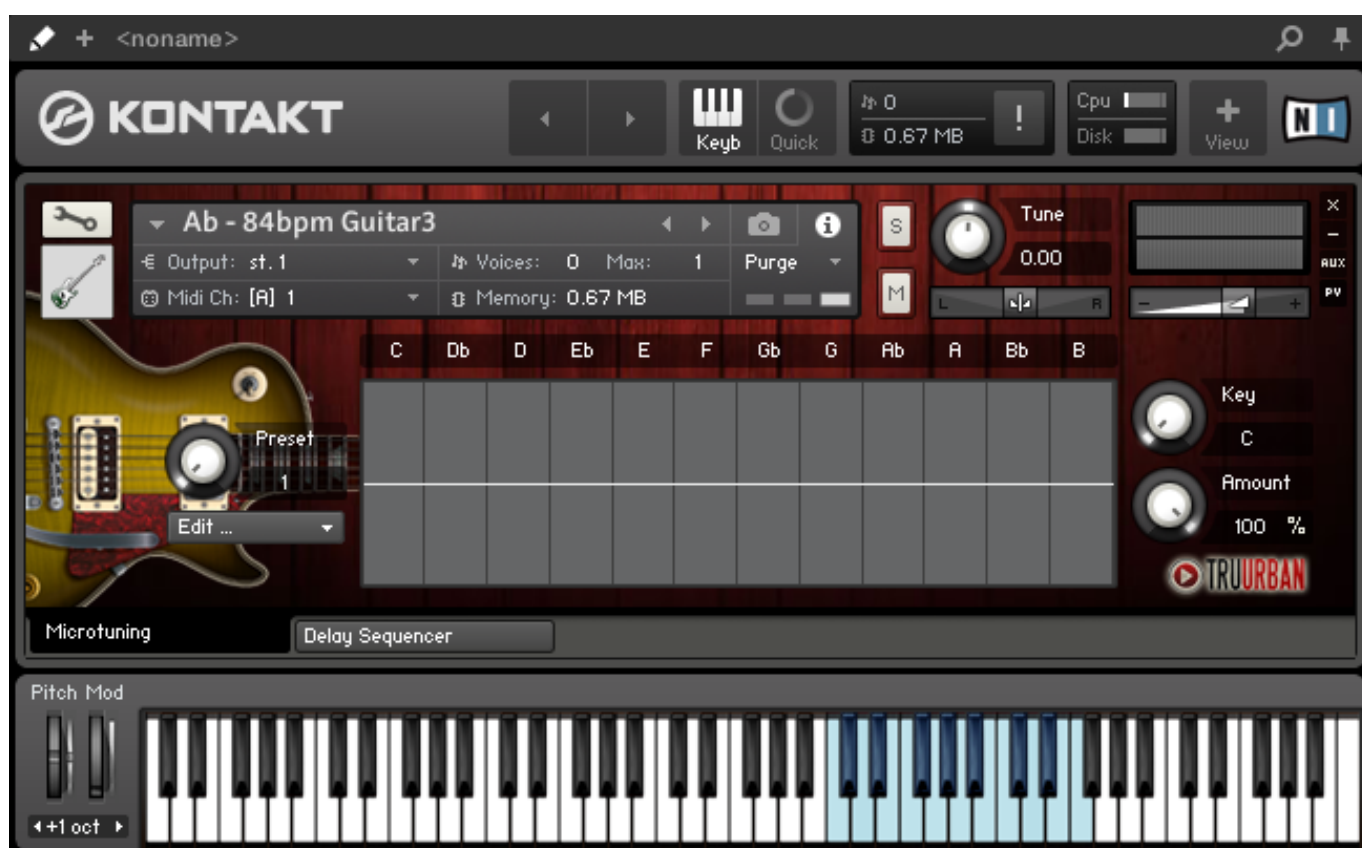 <noname>
KONTAKT
Keyb
Quick
0
0.67 MB
!
Cpu
Disk
+
View
N I
Ab - 84bpm Guitar3
i
Output: st.1
Voices: 0 Max: 1
Purge
Midi Ch: [A] 1
Memory: 0.67 MB
S
M
Tune
0.00
L
R
-
+
×
-
AUX
PV
C Db D Eb E F Gb G Ab A Bb B
Preset
1
Edit ...
Key
C
Amount
100 %
TRUURBAN
Microtuning
Delay Sequencer
Pitch Mod
+1 oct